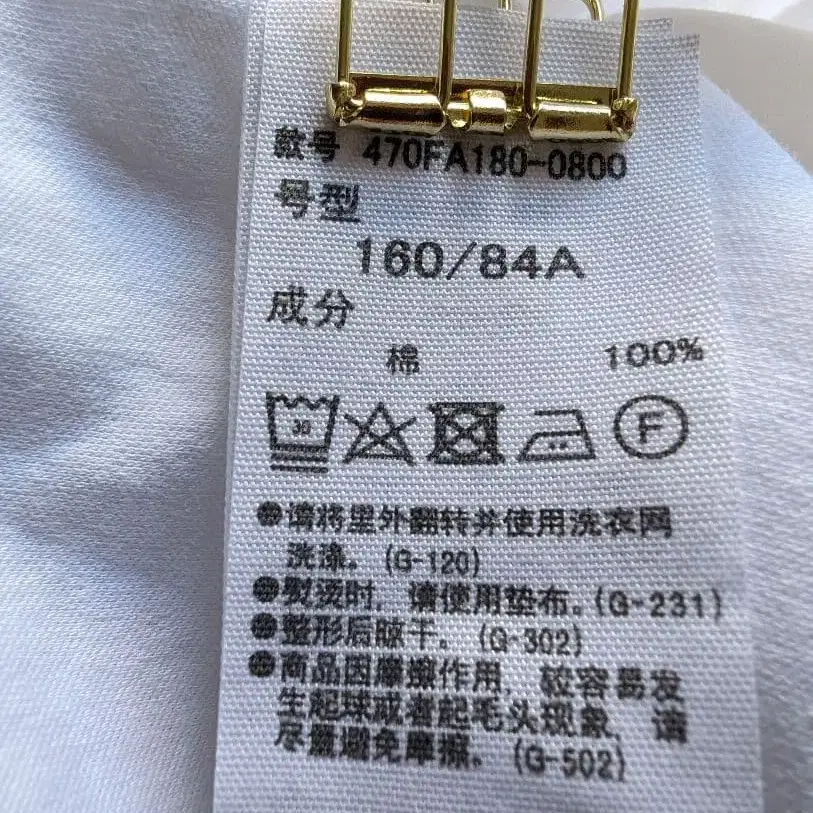 款号 470FA180-0800
号型
160/84A
成分
棉 100%
30 F
●请将里外翻转并使用洗衣网
洗涤。(G-120)
●熨烫时,请使用垫布。(G-231)
●整形后晾干。(G-302)
●商品因摩擦作用,较容易发
生起球或者起毛头现象,请
尽量避免摩擦。(G-502)